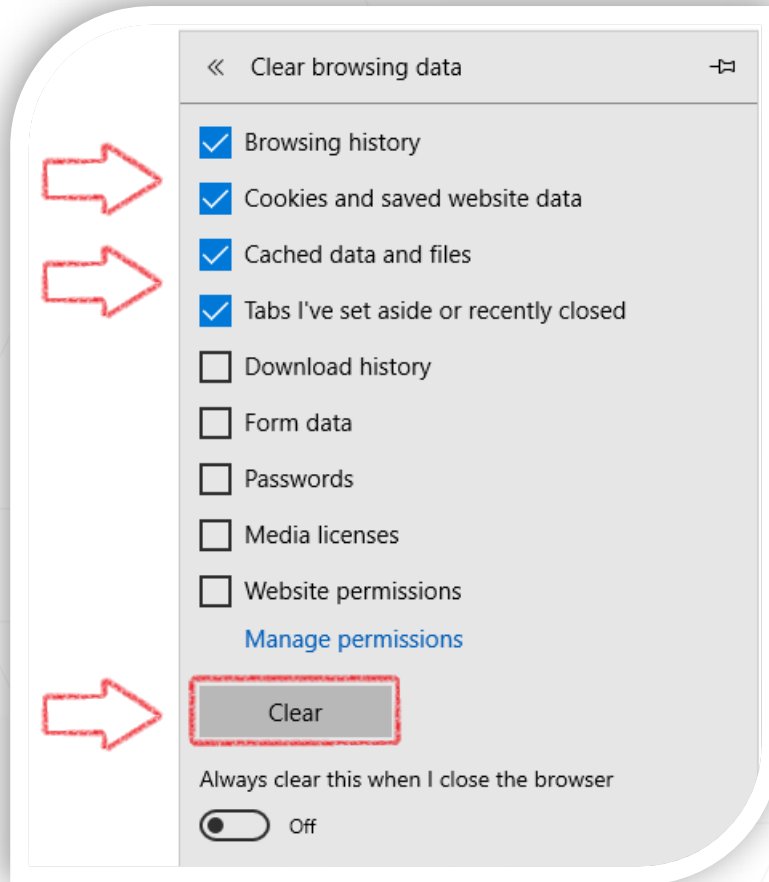 Clear browsing data
Browsing history
Cookies and saved website data
Cached data and files
Tabs I've set aside or recently closed
Download history
Form data
Passwords
Media licenses
Website permissions
Manage permissions
Clear
Always clear this when I close the browser
Off